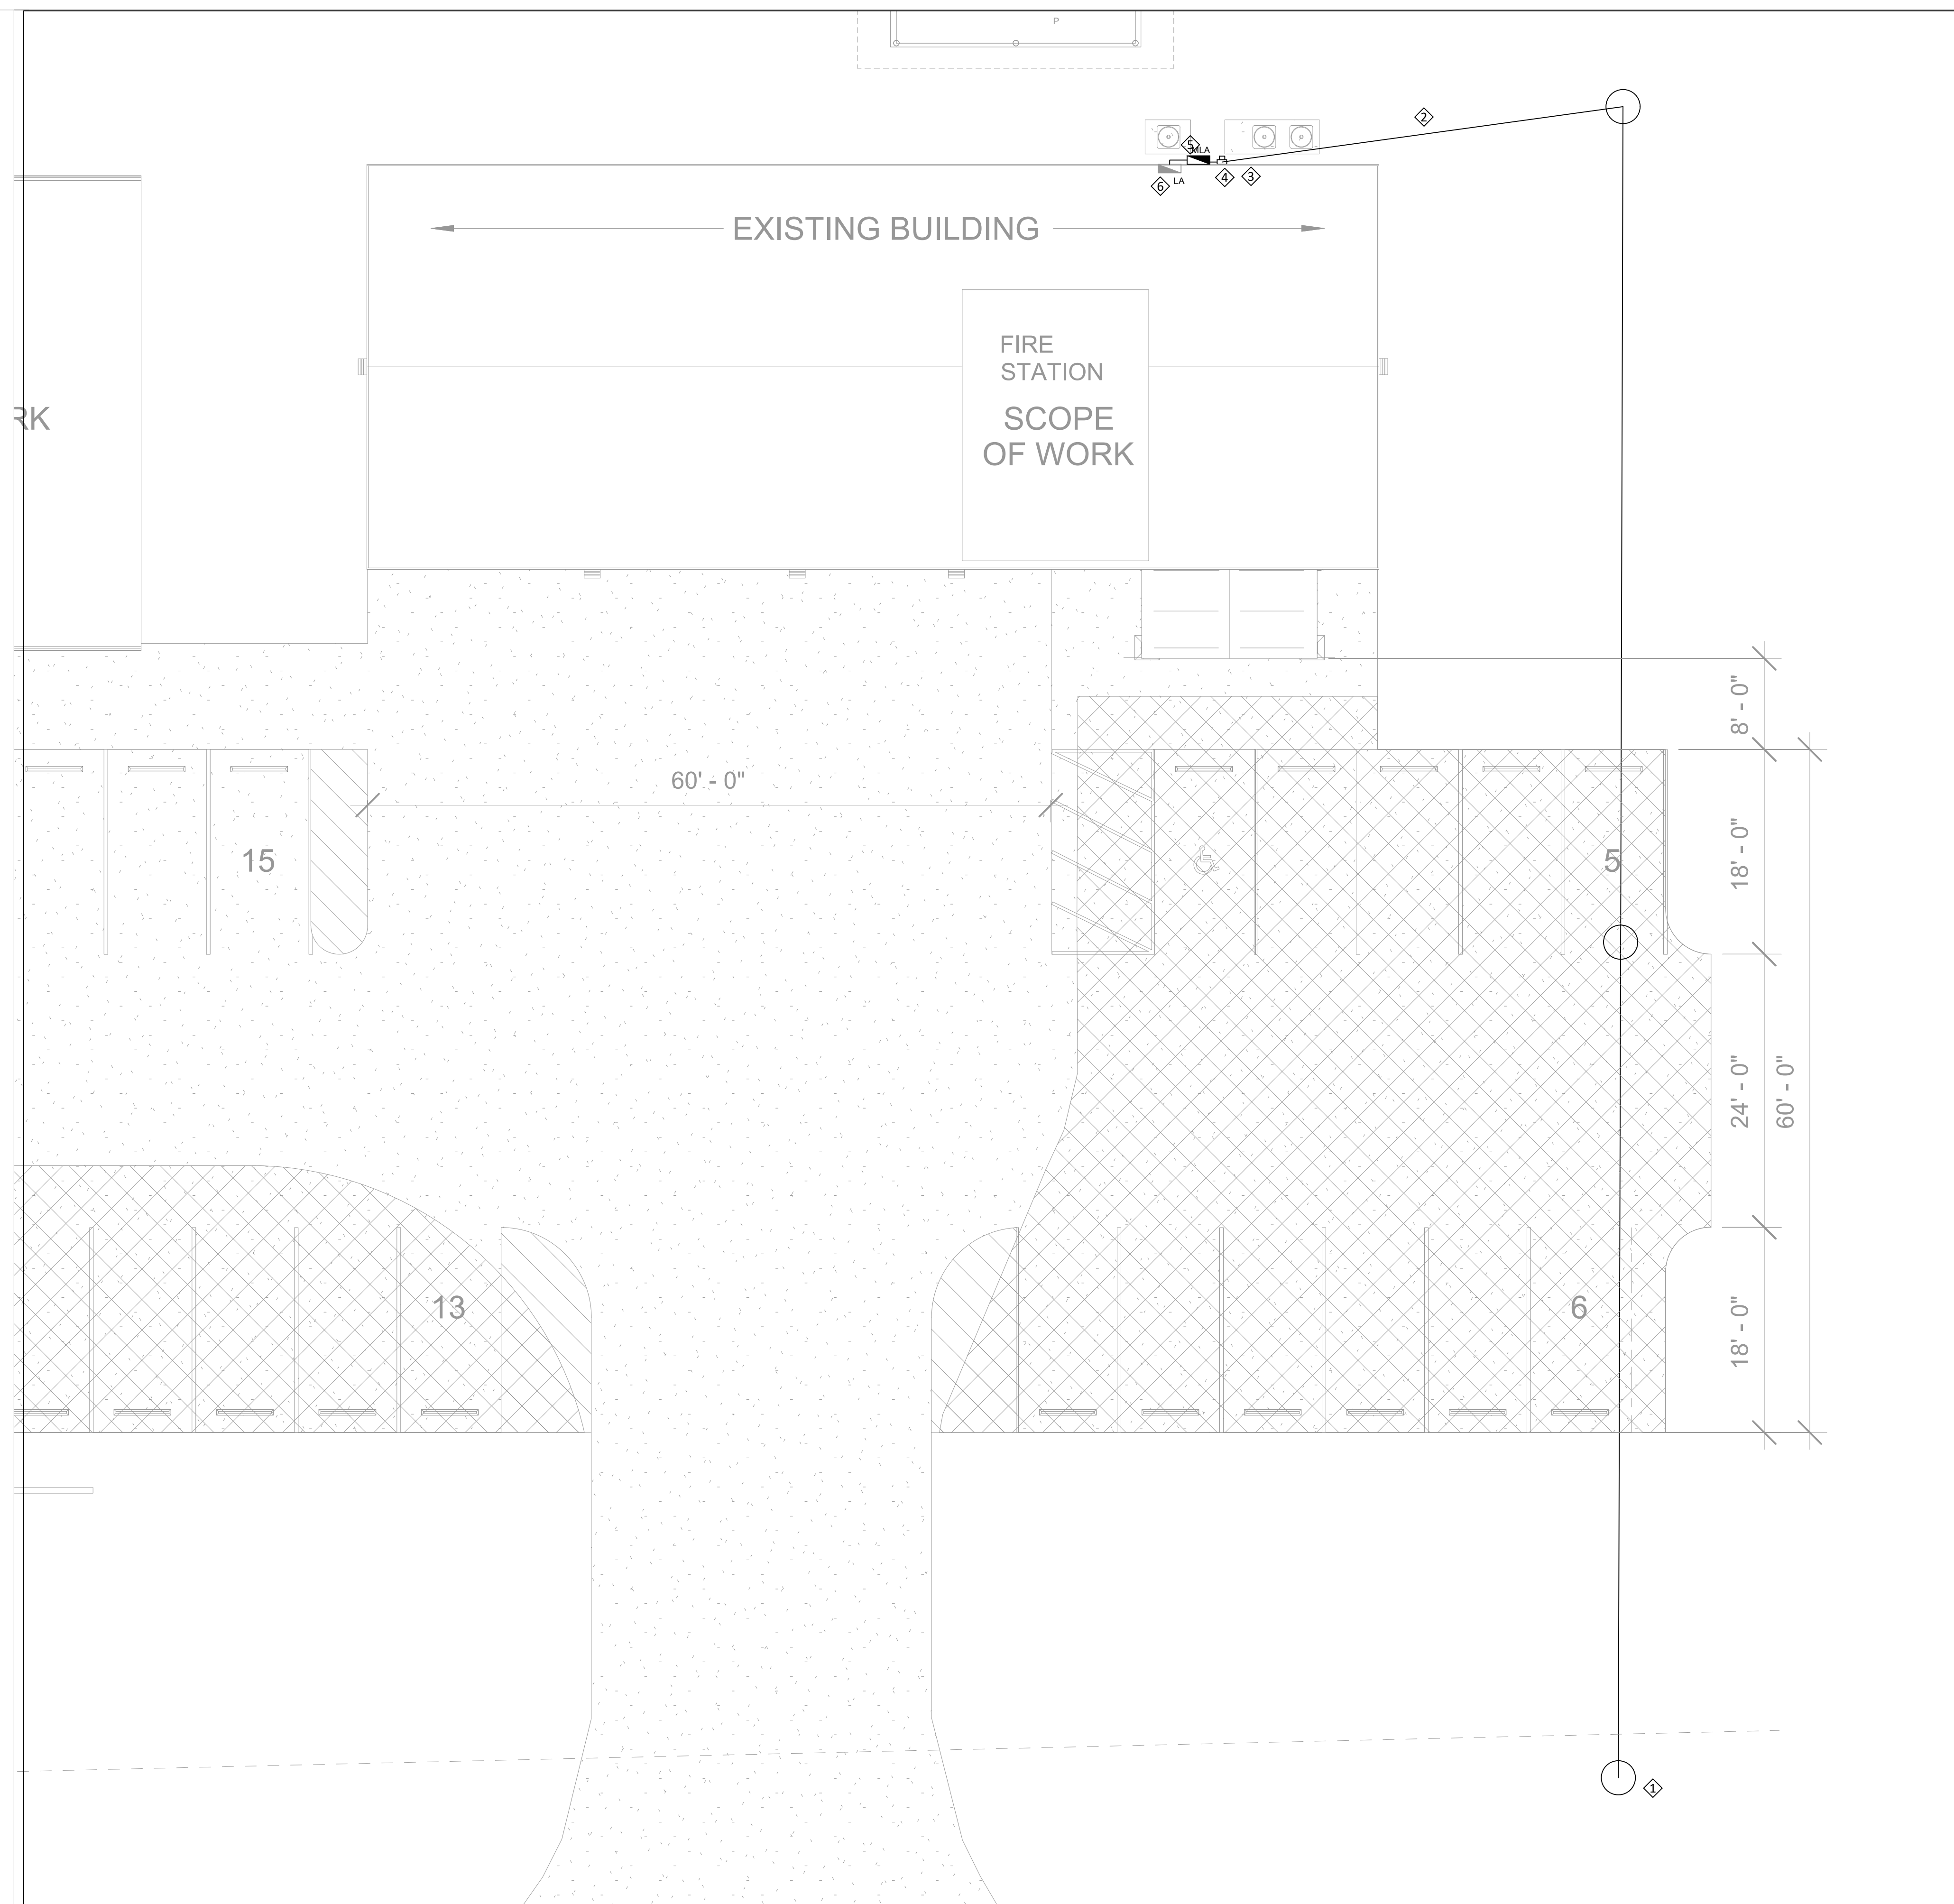 P
2
5
MLA
4
3
6
LA
EXISTING BUILDING
FIRE
STATION
SCOPE
OF WORK
RK
8' - 0"
60' - 0"
15
5
18' - 0"
24' - 0"
60' - 0"
13
6
18' - 0"
1